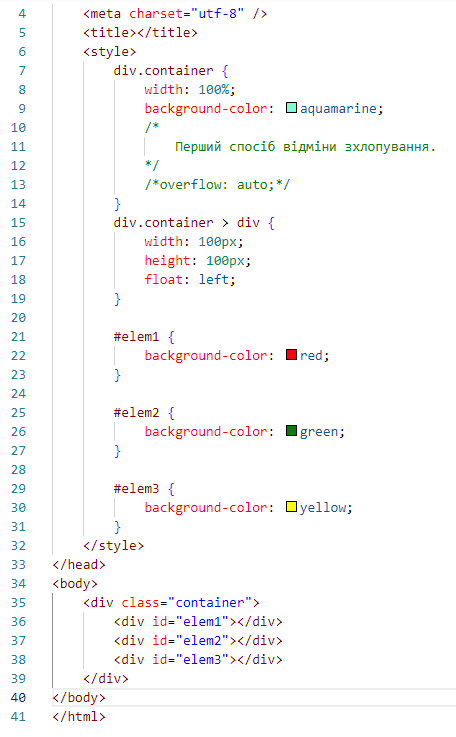 4 <meta charset="utf-8" />
5 <title></title>
6 <style>
7 div.container {
8 width: 100%;
9 background-color: aquamarine;
10 /*
11 Перший спосіб відміни зхлопування.
12 */
13 /*overflow: auto;*/
14 }
15 div.container > div {
16 width: 100px;
17 height: 100px;
18 float: left;
19 }
20
21 #elem1 {
22 background-color: red;
23 }
24
25 #elem2 {
26 background-color: green;
27 }
28
29 #elem3 {
30 background-color: yellow;
31 }
32 </style>
33 </head>
34 <body>
35 <div class="container">
36 <div id="elem1"></div>
37 <div id="elem2"></div>
38 <div id="elem3"></div>
39 </div>
40 </body>
41 </html>